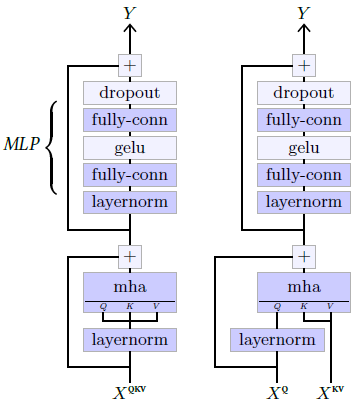 Y Y
+ +
dropout dropout
MLP fully-conn fully-conn
gelu gelu
fully-conn fully-conn
layernorm layernorm
+ +
mha mha
Q K V Q K V
layernorm layernorm
X^QKV X^Q X^KV